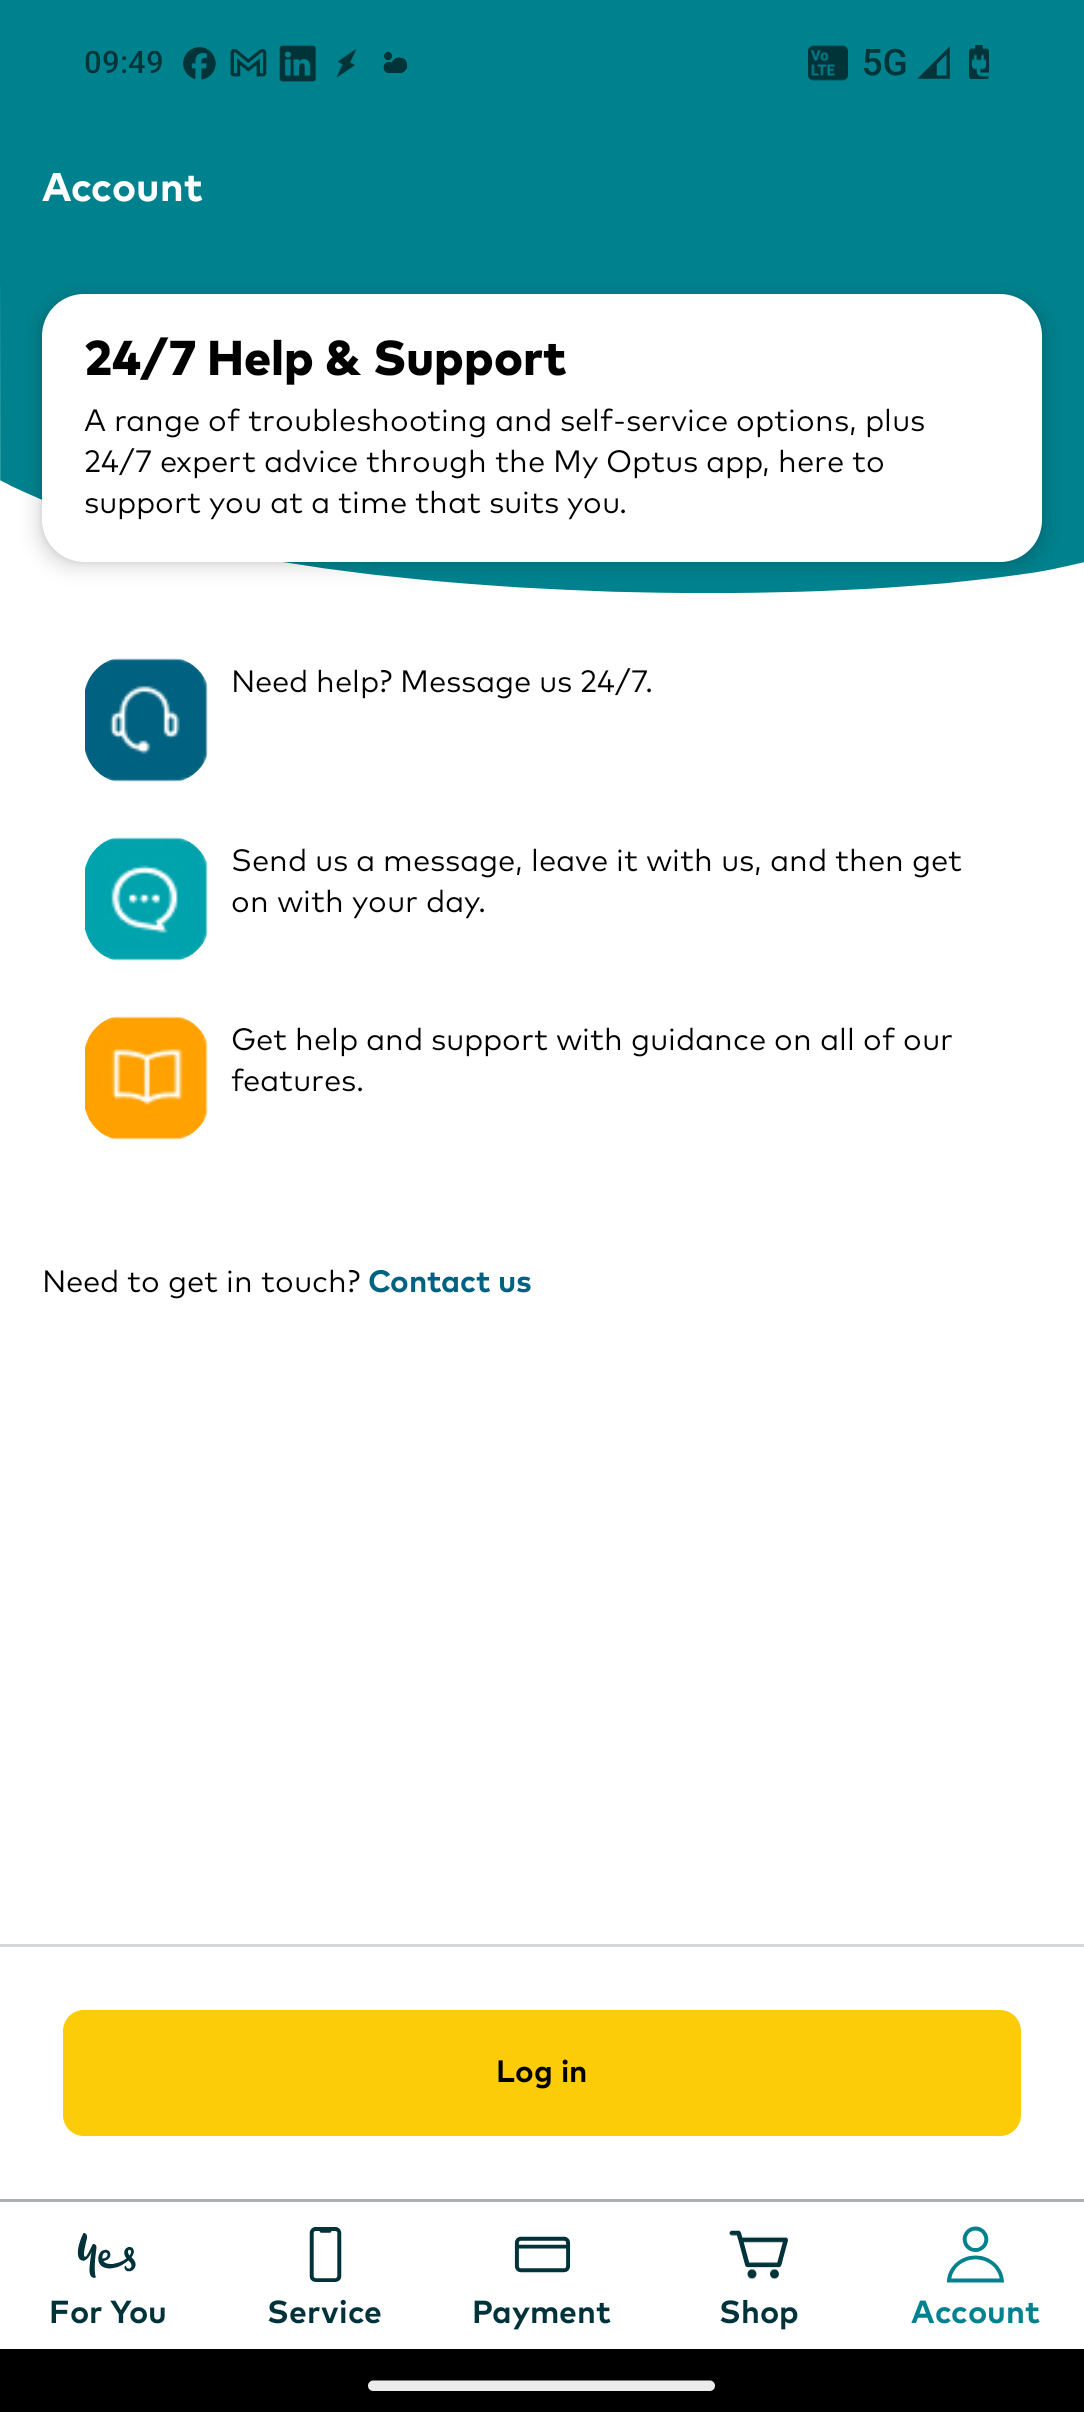 09:49
Vo LTE 5G
Account
24/7 Help & Support
A range of troubleshooting and self-service options, plus
24/7 expert advice through the My Optus app, here to
support you at a time that suits you.
Need help? Message us 24/7.
Send us a message, leave it with us, and then get
on with your day.
Get help and support with guidance on all of our
features.
Need to get in touch? Contact us
Log in
yes
For You
Service
Payment
Shop
Account